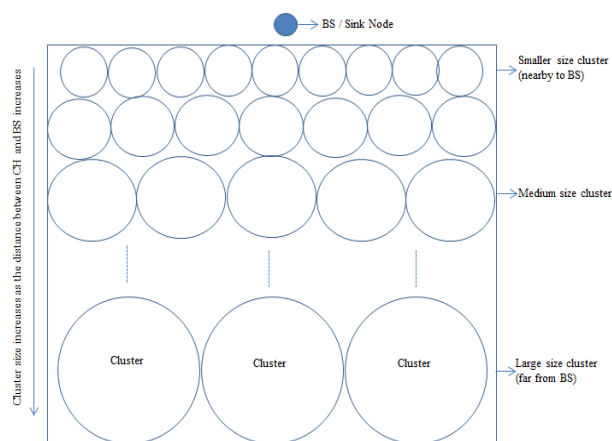 BS / Sink Node
Smaller size cluster
(nearby to BS)
Cluster size increases as the distance between CH and BS increases
Medium size cluster
Cluster
Cluster
Cluster
Large size cluster
(far from BS)